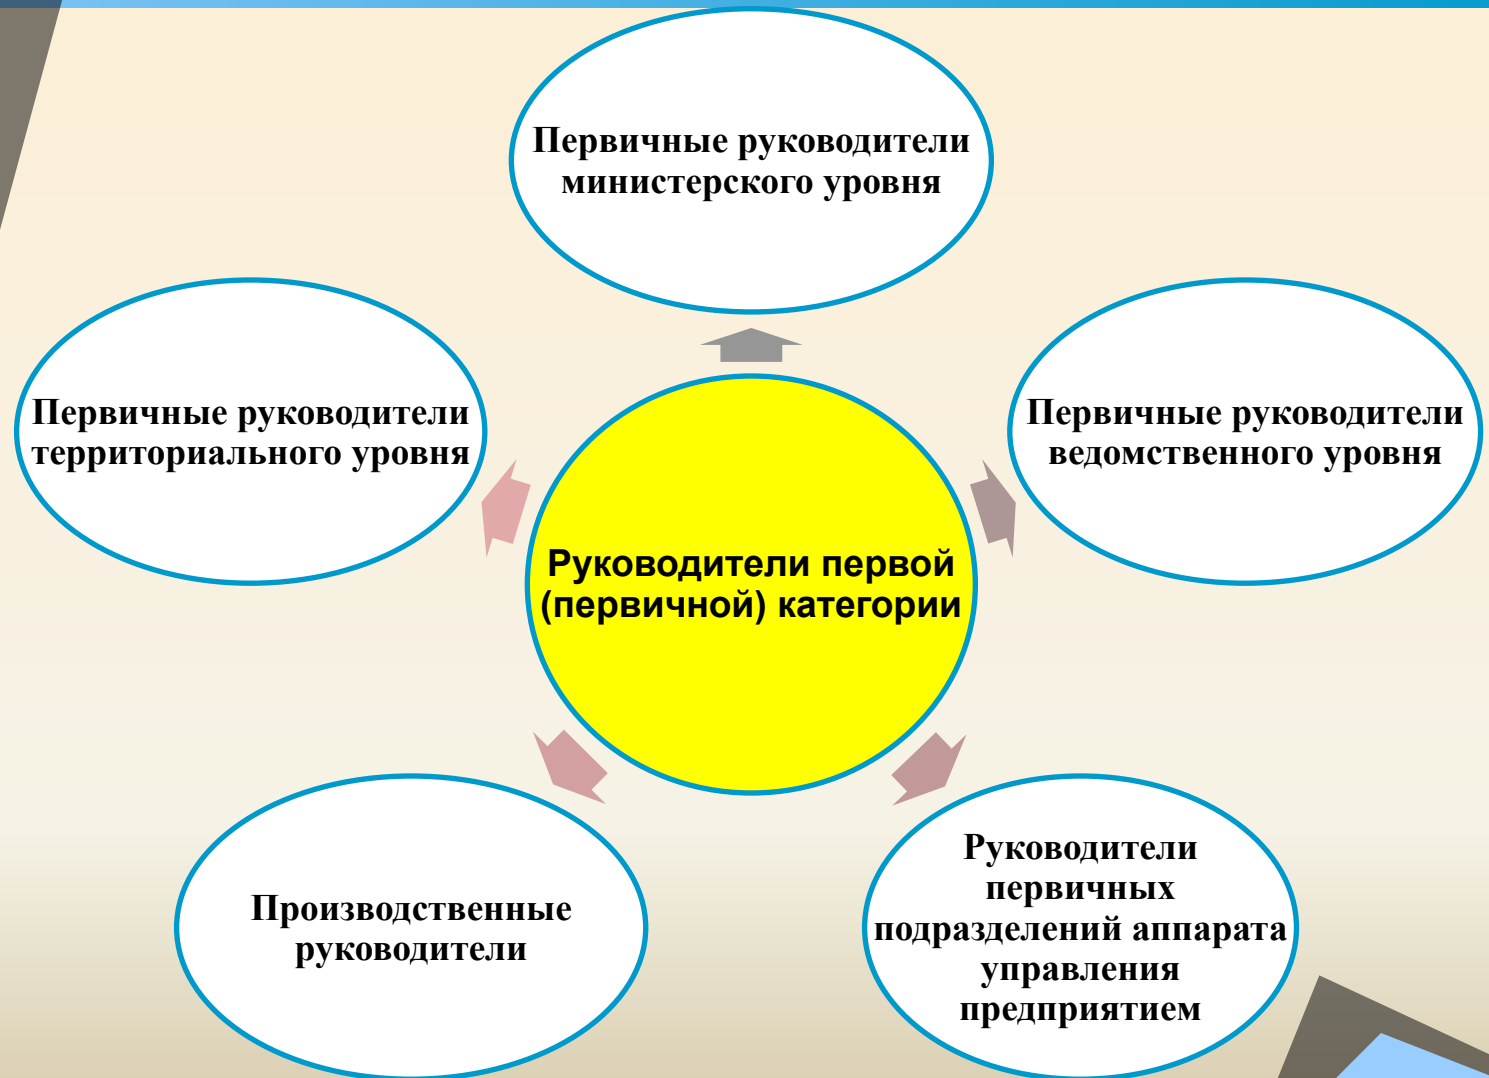 Первичные руководители
министерского уровня
Первичные руководители
территориального уровня
Первичные руководители
ведомственного уровня
Руководители первой
(первичной) категории
Производственные
руководители
Руководители
первичных
подразделений аппарата
управления
предприятием